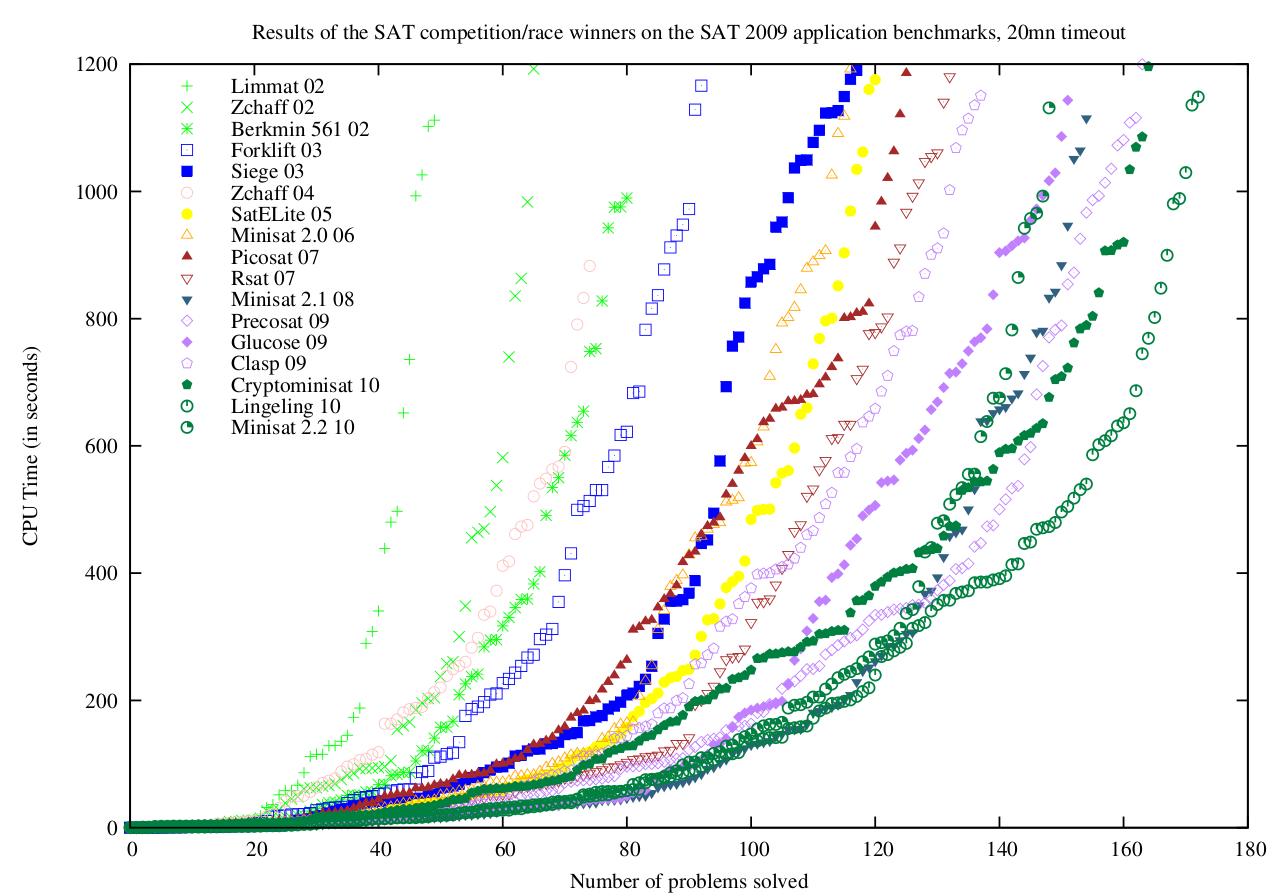 Results of the SAT competition/race winners on the SAT 2009 application benchmarks, 20mn timeout
1200
1000
800
600
400
200
0
CPU Time (in seconds)
Limmat 02
Zchaff 02
Berkmin 561 02
Forklift 03
Siege 03
Zchaff 04
SatELite 05
Minisat 2.0 06
Picosat 07
Rsat 07
Minisat 2.1 08
Precosat 09
Glucose 09
Clasp 09
Cryptominisat 10
Lingeling 10
Minisat 2.2 10
0 20 40 60 80 100 120 140 160 180
Number of problems solved